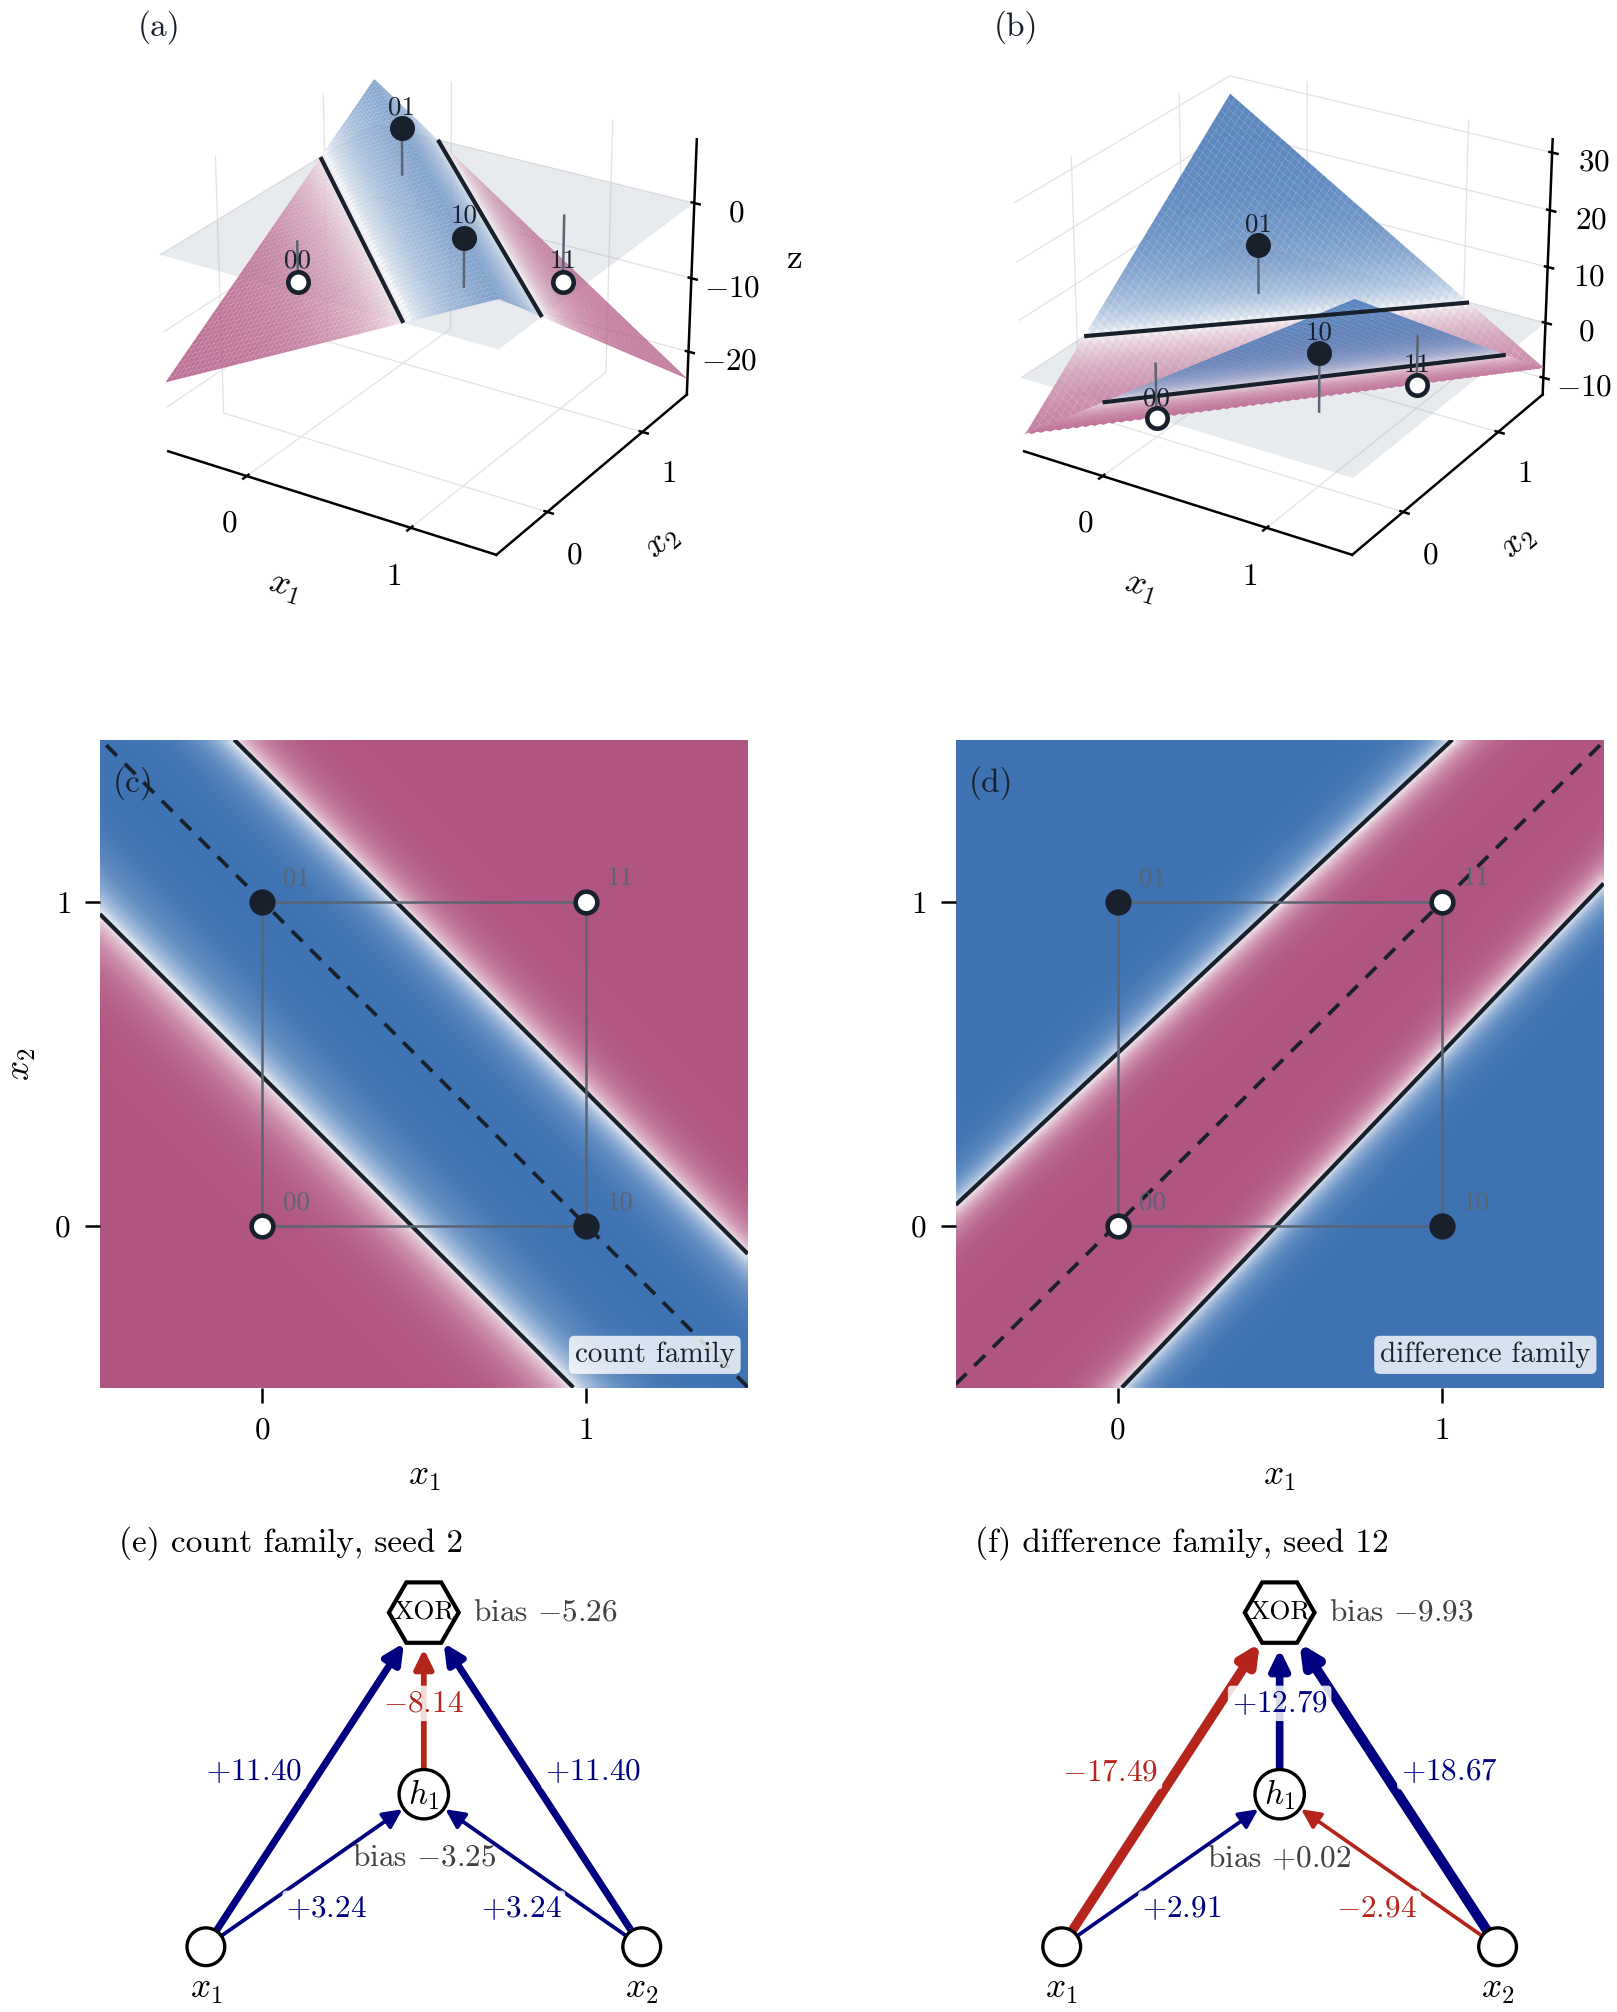 (a)
01
10
00
11
0
−10
−20
z
0
1
x₁
0
1
x₂
(b)
01
10
11
00
30
20
10
0
−10
0
1
x₁
0
1
x₂
(c)
01
11
00
10
1
0
x₂
0
1
x₁
count family
(d)
01
11
00
10
1
0
0
1
x₁
difference family
(e) count family, seed 2
XOR
bias −5.26
−8.14
+11.40
+11.40
h₁
bias −3.25
+3.24
+3.24
x₁
x₂
(f) difference family, seed 12
XOR
bias −9.93
+12.79
−17.49
+18.67
h₁
bias +0.02
+2.91
−2.94
x₁
x₂